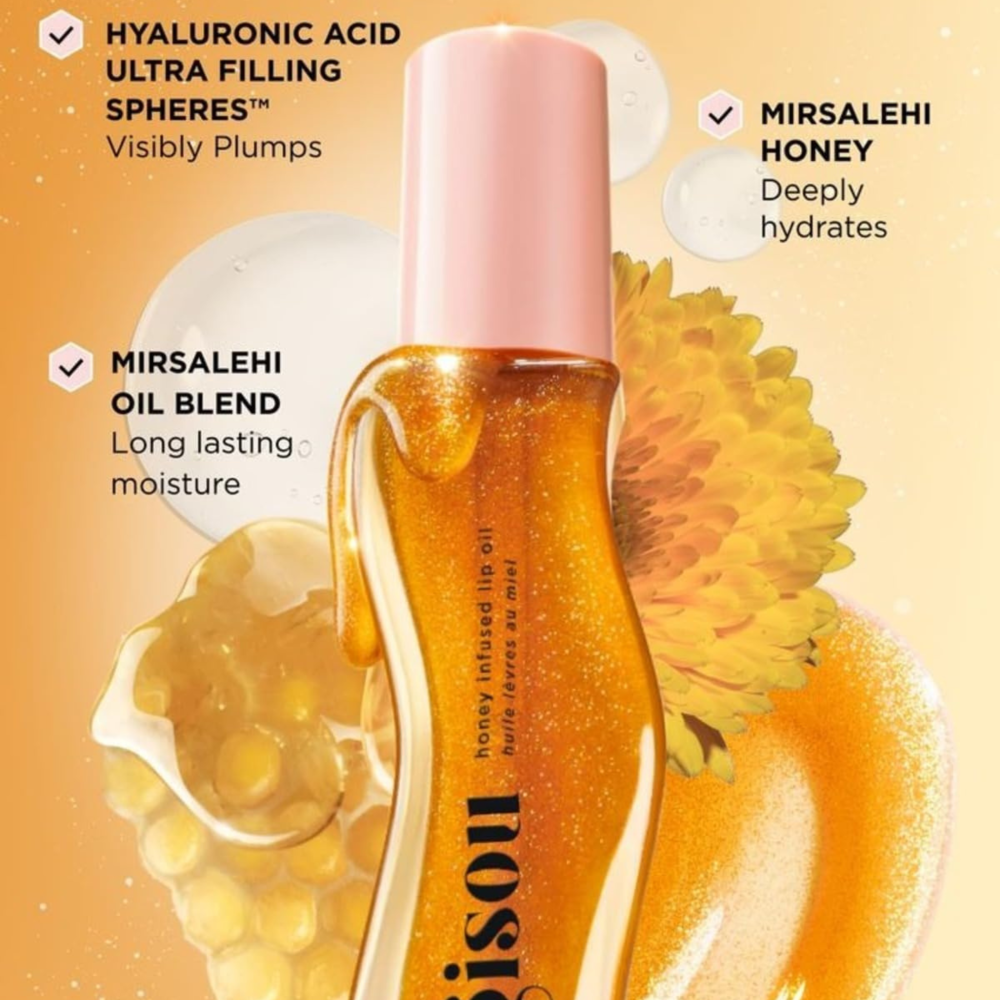 HYALURONIC ACID
ULTRA FILLING
SPHERES™
Visibly Plumps
MIRSALEHI
HONEY
Deeply
hydrates
MIRSALEHI
OIL BLEND
Long lasting
moisture
honey infused lip oil
huile lèvres au miel